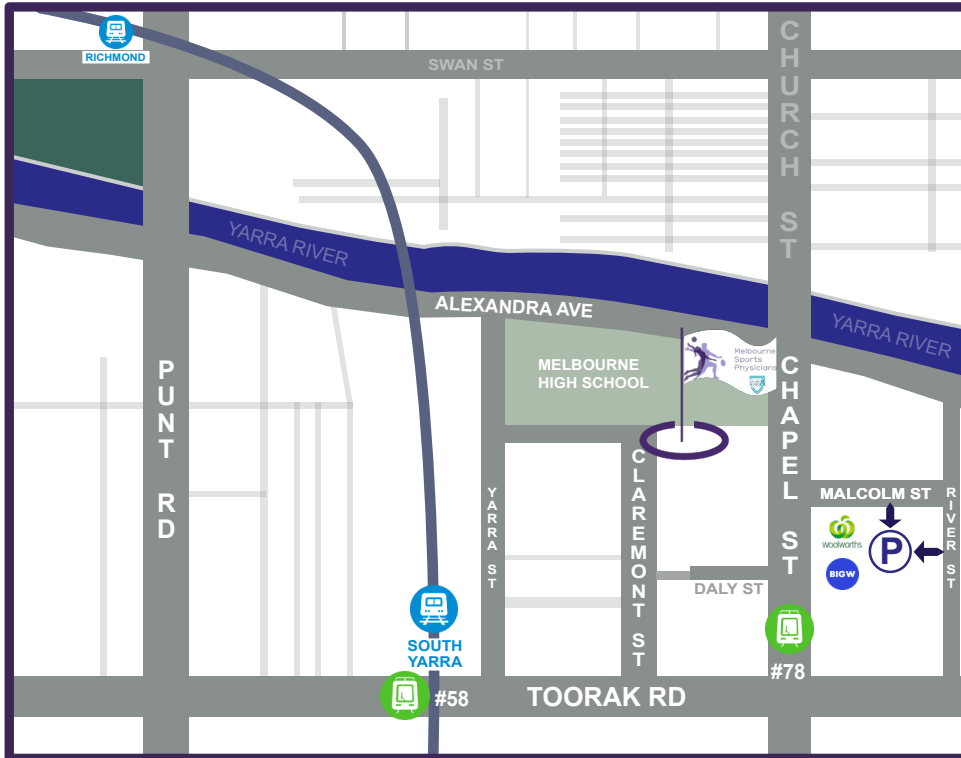 RICHMOND
SWAN ST
CHURCH ST
YARRA RIVER
ALEXANDRA AVE
YARRA RIVER
MELBOURNE
HIGH SCHOOL
Melbourne
Sports
Physicians
PUNT RD
CHAPEL ST
YARRA ST
CLAREMONT ST
MALCOLM ST
RIVER ST
woolworths
P
BIGW
DALY ST
SOUTH
YARRA
#78
#58
TOORAK RD